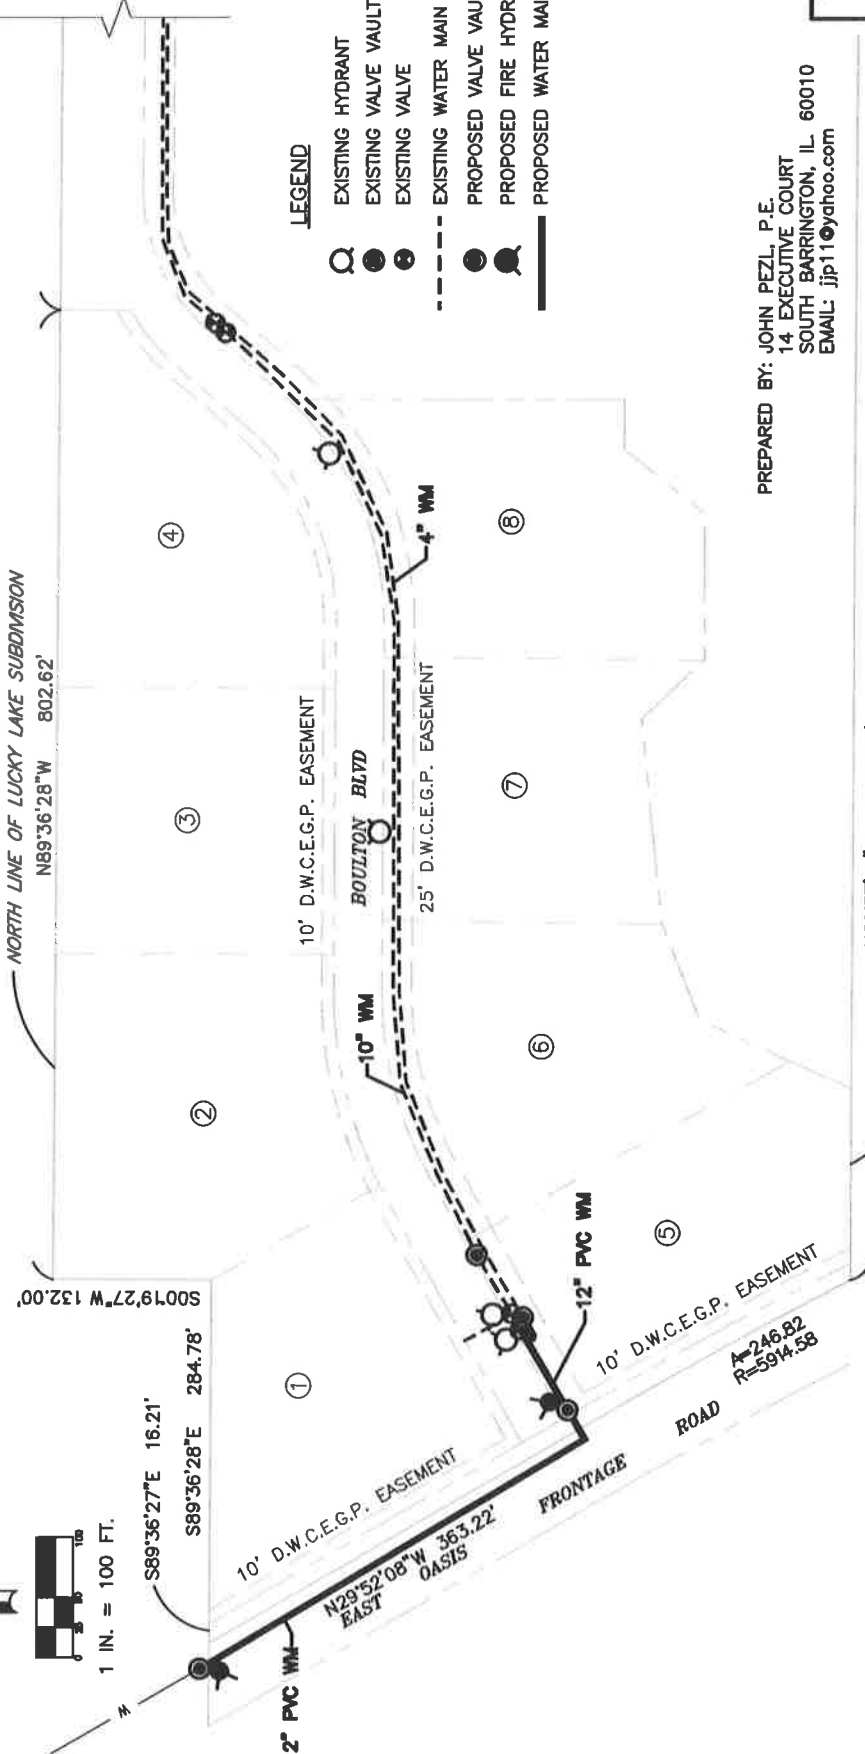 NORTH LINE OF LUCKY LAKE SUBDIVISION
N89°36'28"W 802.62'
S00°19'27"W 132.00'
S89°36'27"E 16.21'
S89°36'28"E 284.78'
0 25 50 100
1 IN. = 100 FT.
W
1
2
3
4
5
6
7
8
10' D.W.C.E.G.P. EASEMENT
BOULTON BLVD
25' D.W.C.E.G.P. EASEMENT
10" WM
4" WM
12" PVC WM
2" PVC WM
10' D.W.C.E.G.P. EASEMENT
N29°52'08"W 363.22'
EAST OASIS FRONTAGE ROAD
10' D.W.C.E.G.P. EASEMENT
A=246.82
R=5914.58
LEGEND
EXISTING HYDRANT
EXISTING VALVE VAULT
EXISTING VALVE
EXISTING WATER MAIN
PROPOSED VALVE VAU
PROPOSED FIRE HYDR
PROPOSED WATER MAI
PREPARED BY: JOHN PEZL, P.E.
14 EXECUTIVE COURT
SOUTH BARRINGTON, IL 60010
EMAIL: jjp11@yahoo.com